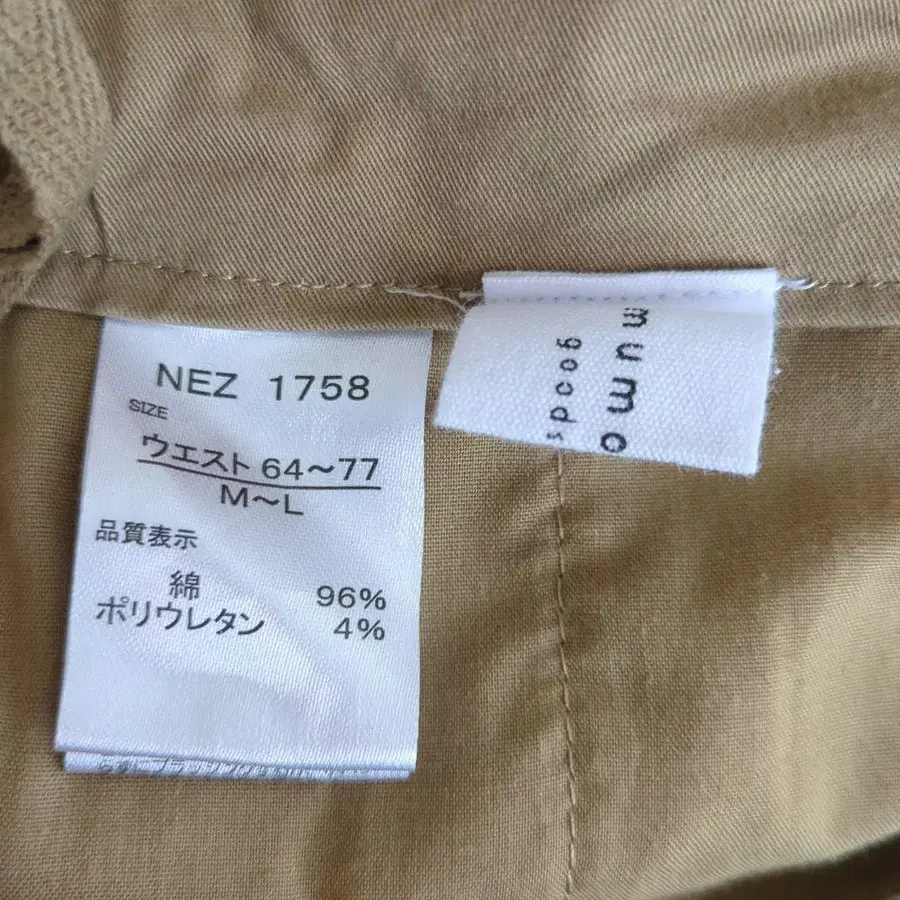 NEZ 1758
SIZE
ウエスト 64～77
M～L
品質表示
綿 96%
ポリウレタン 4%
goods